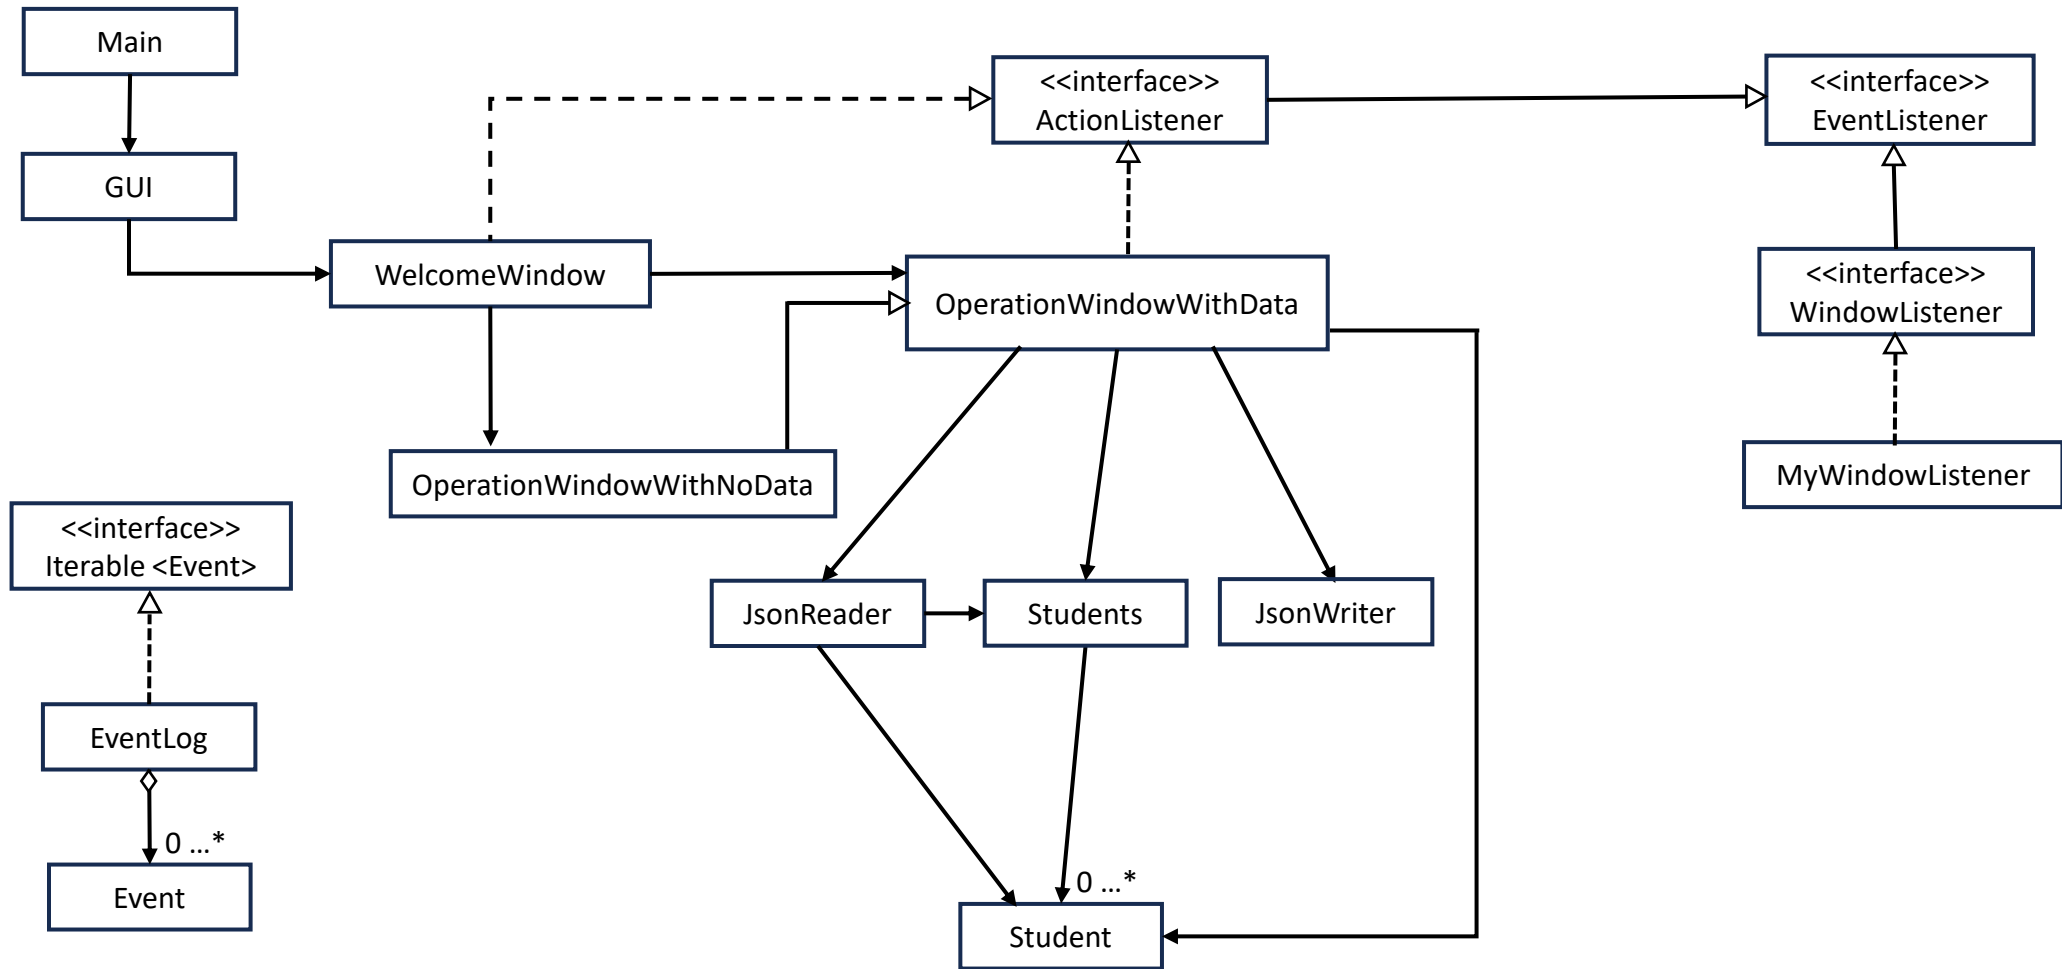 Main
<<interface>>
ActionListener
<<interface>>
EventListener
GUI
WelcomeWindow
OperationWindowWithData
<<interface>>
WindowListener
OperationWindowWithNoData
MyWindowListener
<<interface>>
Iterable <Event>
JsonReader
Students
JsonWriter
EventLog
0 ...*
Event
0 ...*
Student